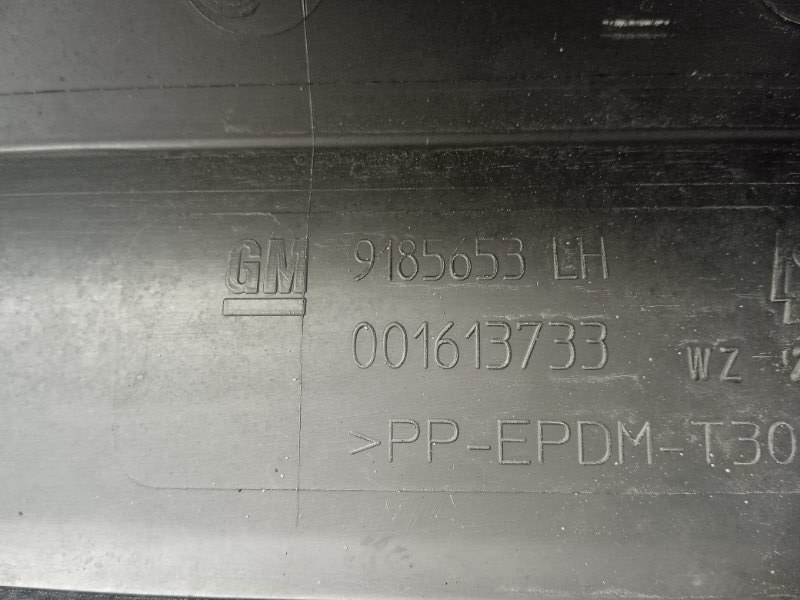 GM 9185653 LH
001613733
WZ
>PP-EPDM-T30